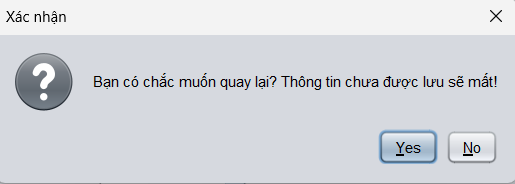 Xác nhận
Bạn có chắc muốn quay lại? Thông tin chưa được lưu sẽ mất!
Yes No